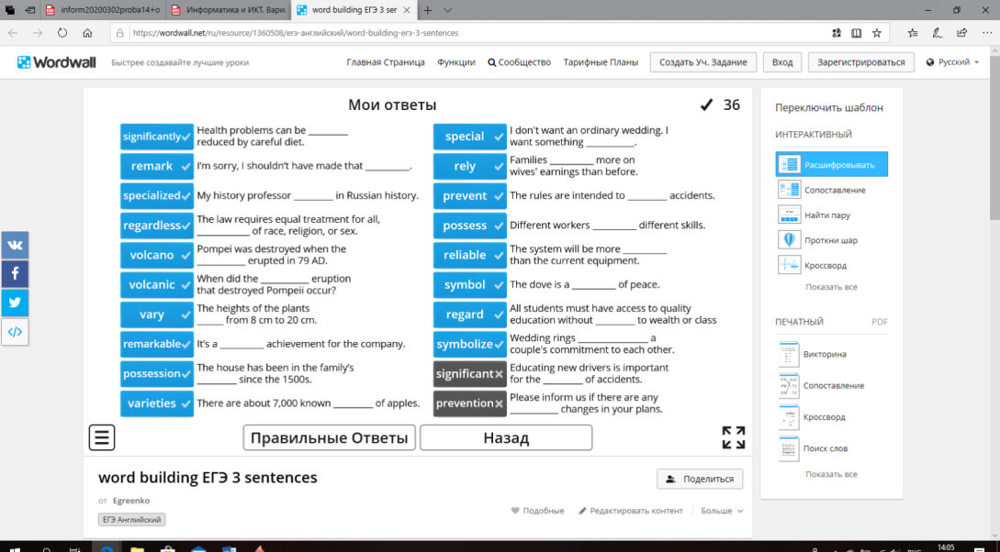 inform20200302proba14+о
Информатика и ИКТ. Вари.
word building ЕГЭ 3 ser
https://wordwall.net/ru/resource/1360508/егэ-английский/word-building-егэ-3-sentences
Wordwall
Быстрее создавайте лучшие уроки
Главная Страница
Функции
Сообщество
Тарифные Планы
Создать Уч. Задание
Вход
Зарегистрироваться
Русский
Мои ответы
36
significantly Health problems can be ________
reduced by careful diet.
remark I'm sorry, I shouldn't have made that ________.
specialized My history professor ________ in Russian history.
regardless The law requires equal treatment for all,
__________ of race, religion, or sex.
volcano Pompei was destroyed when the
_________ erupted in 79 AD.
volcanic When did the __________ eruption
that destroyed Pompeii occur?
vary The heights of the plants
_____ from 8 cm to 20 cm.
remarkable It's a _________ achievement for the company.
possession The house has been in the family's
________ since the 1500s.
varieties There are about 7,000 known ________ of apples.
special I don't want an ordinary wedding. I
want something __________.
rely Families _________ more on
wives' earnings than before.
prevent The rules are intended to ________ accidents.
possess Different workers _________ different skills.
reliable The system will be more _________
than the current equipment.
symbol The dove is a _________ of peace.
regard All students must have access to quality
education without ________ to wealth or class
symbolize Wedding rings ______________ a
couple's commitment to each other.
significant Educating new drivers is important
for the ________ of accidents.
prevention Please inform us if there are any
__________ changes in your plans.
Правильные Ответы
Назад
word building ЕГЭ 3 sentences
от Egreenko
ЕГЭ Английский
Поделиться
Подобные
Редактировать контент
Больше
Переключить шаблон
ИНТЕРАКТИВНЫЙ
Расшифровывать
Сопоставление
Найти пару
Проткни шар
Кроссворд
Показать все
ПЕЧАТНЫЙ PDF
Викторина
Сопоставление
Кроссворд
Поиск слов
Показать все
14:05